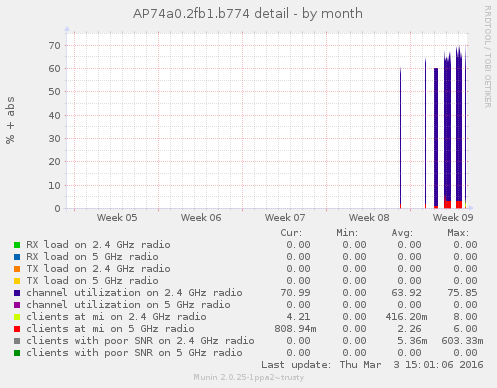 AP74a0.2fb1.b774 detail - by month
RRDTOOL / TOBI OETIKER
% + abs
70
60
50
40
30
20
10
0
Week 05 Week 06 Week 07 Week 08 Week 09
Cur: Min: Avg: Max:
RX load on 2.4 GHz radio 0.00 0.00 0.00 0.00
RX load on 5 GHz radio 0.00 0.00 0.00 0.00
TX load on 2.4 GHz radio 0.00 0.00 0.00 0.00
TX load on 5 GHz radio 0.00 0.00 0.00 0.00
channel utilization on 2.4 GHz radio 70.99 0.00 63.92 75.85
channel utilization on 5 GHz radio 0.00 0.00 0.00 0.00
clients at mi on 2.4 GHz radio 4.21 0.00 416.20m 8.00
clients at mi on 5 GHz radio 808.94m 0.00 2.26 6.00
clients with poor SNR on 2.4 GHz radio 0.00 0.00 5.36m 603.33m
clients with poor SNR on 5 GHz radio 0.00 0.00 0.00 0.00
Last update: Thu Mar 3 15:01:06 2016
Munin 2.0.25-1ppa2~trusty